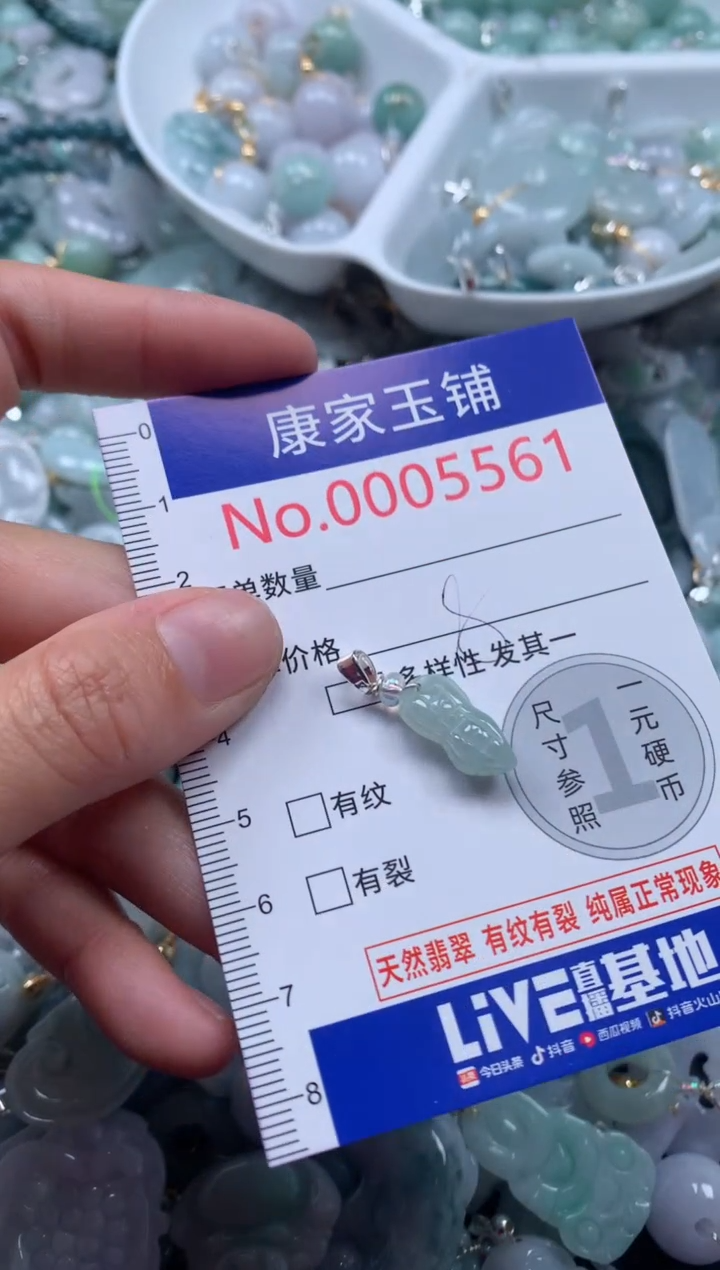 康家玉铺
No.0005561
0
1
2
4
5
6
7
8
单数量
价格
8
多样性 发其一
有纹
有裂
尺寸参照
1
一元硬币
天然翡翠 有纹有裂 纯属正常现象
LiVE直播基地
今日头条 抖音 西瓜视频 抖音火山